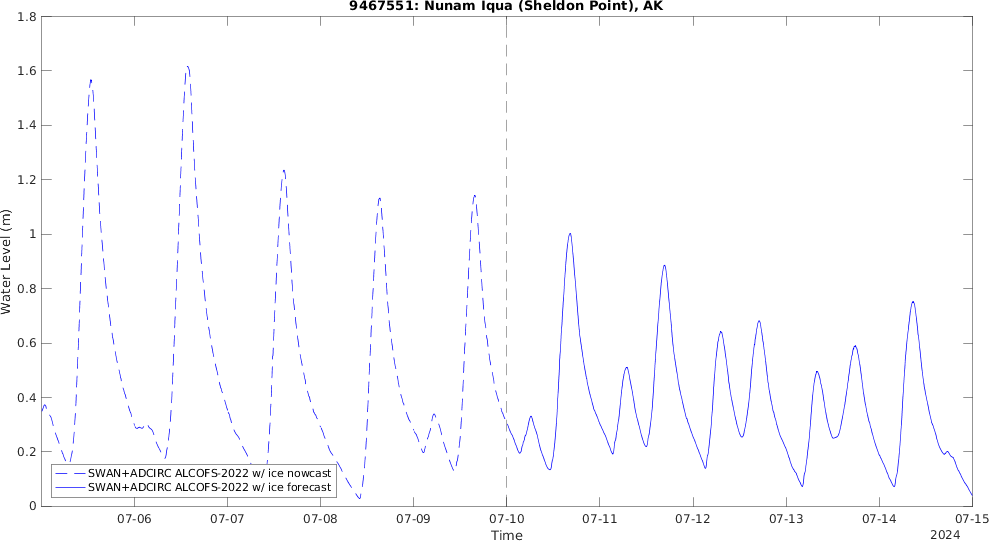 9467551: Nunam Iqua (Sheldon Point), AK
1.8
1.6
1.4
1.2
1
0.8
0.6
0.4
0.2
0
Water Level (m)
SWAN+ADCIRC ALCOFS-2022 w/ ice nowcast
SWAN+ADCIRC ALCOFS-2022 w/ ice forecast
07-06 07-07 07-08 07-09 07-10 07-11 07-12 07-13 07-14 07-15
Time
2024